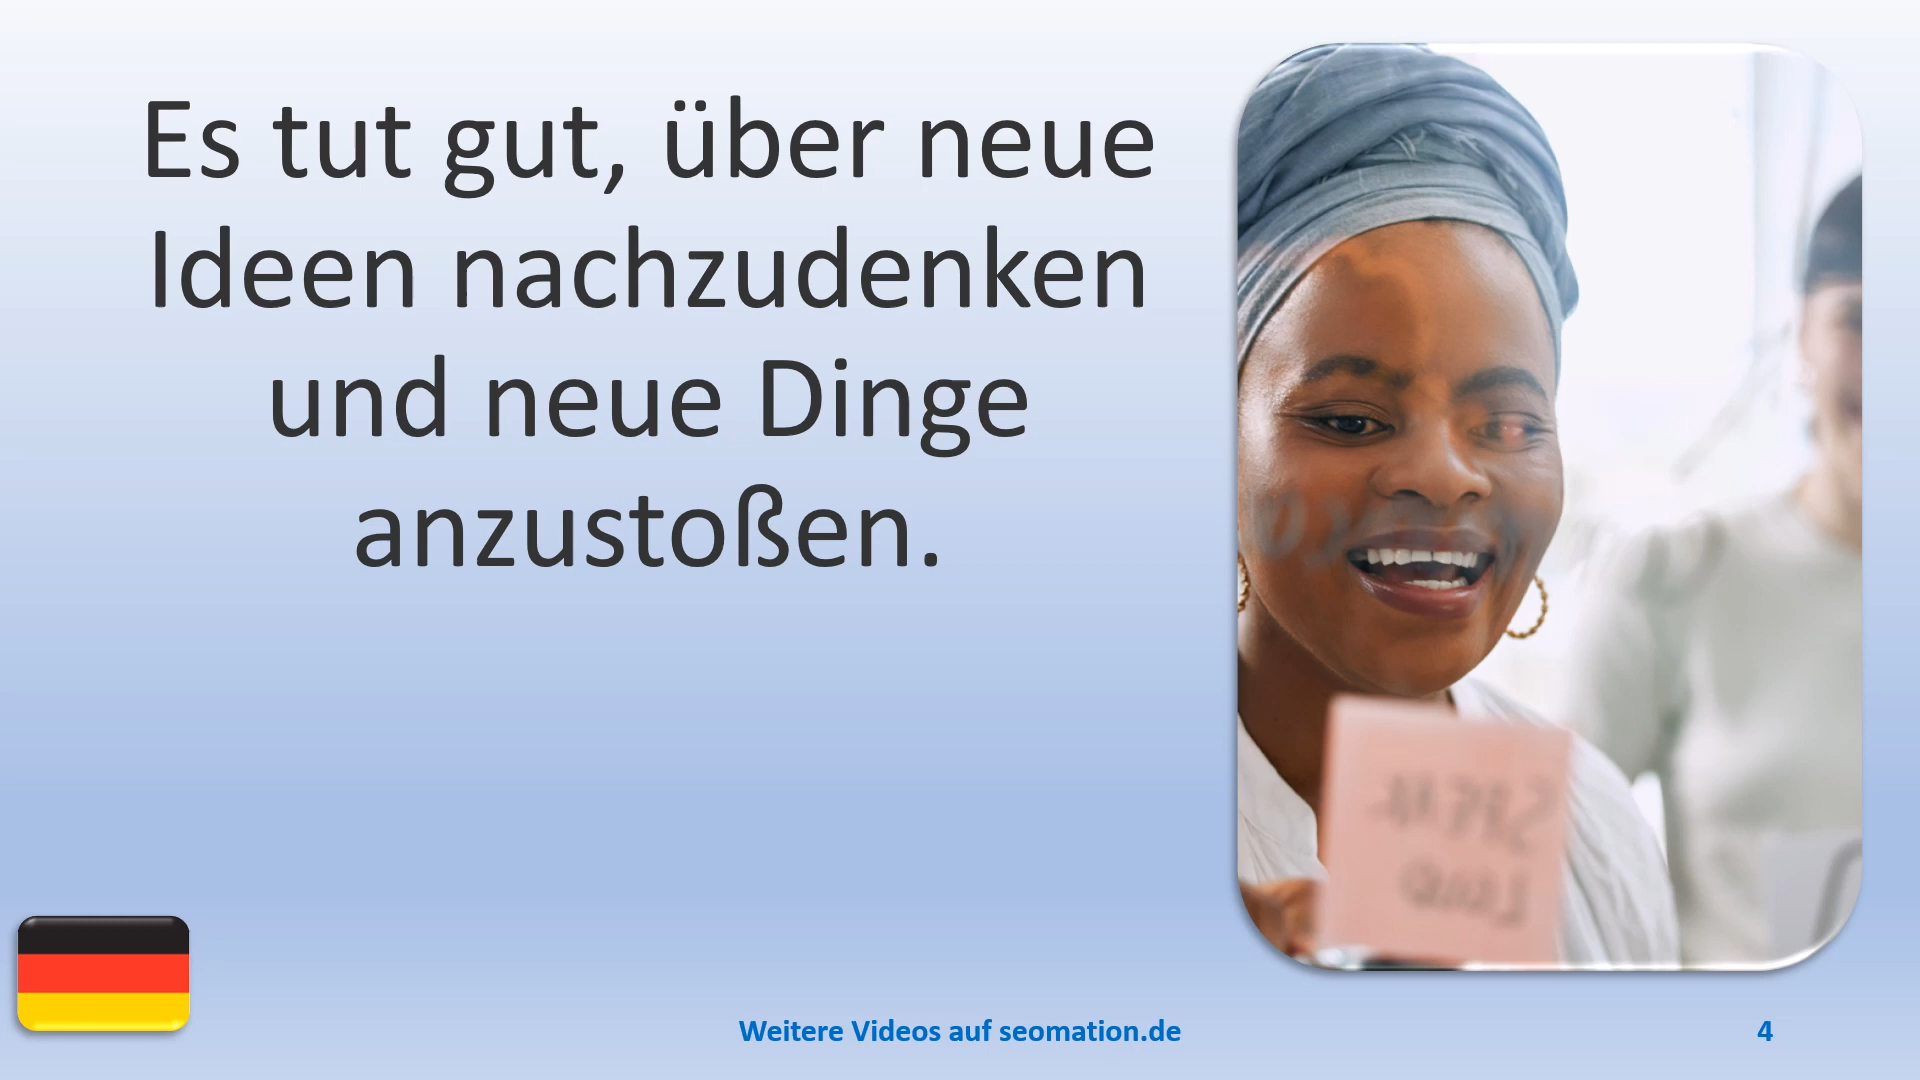 Es tut gut, über neue
Ideen nachzudenken
und neue Dinge
anzustoßen.
Weitere Videos auf seomation.de
4